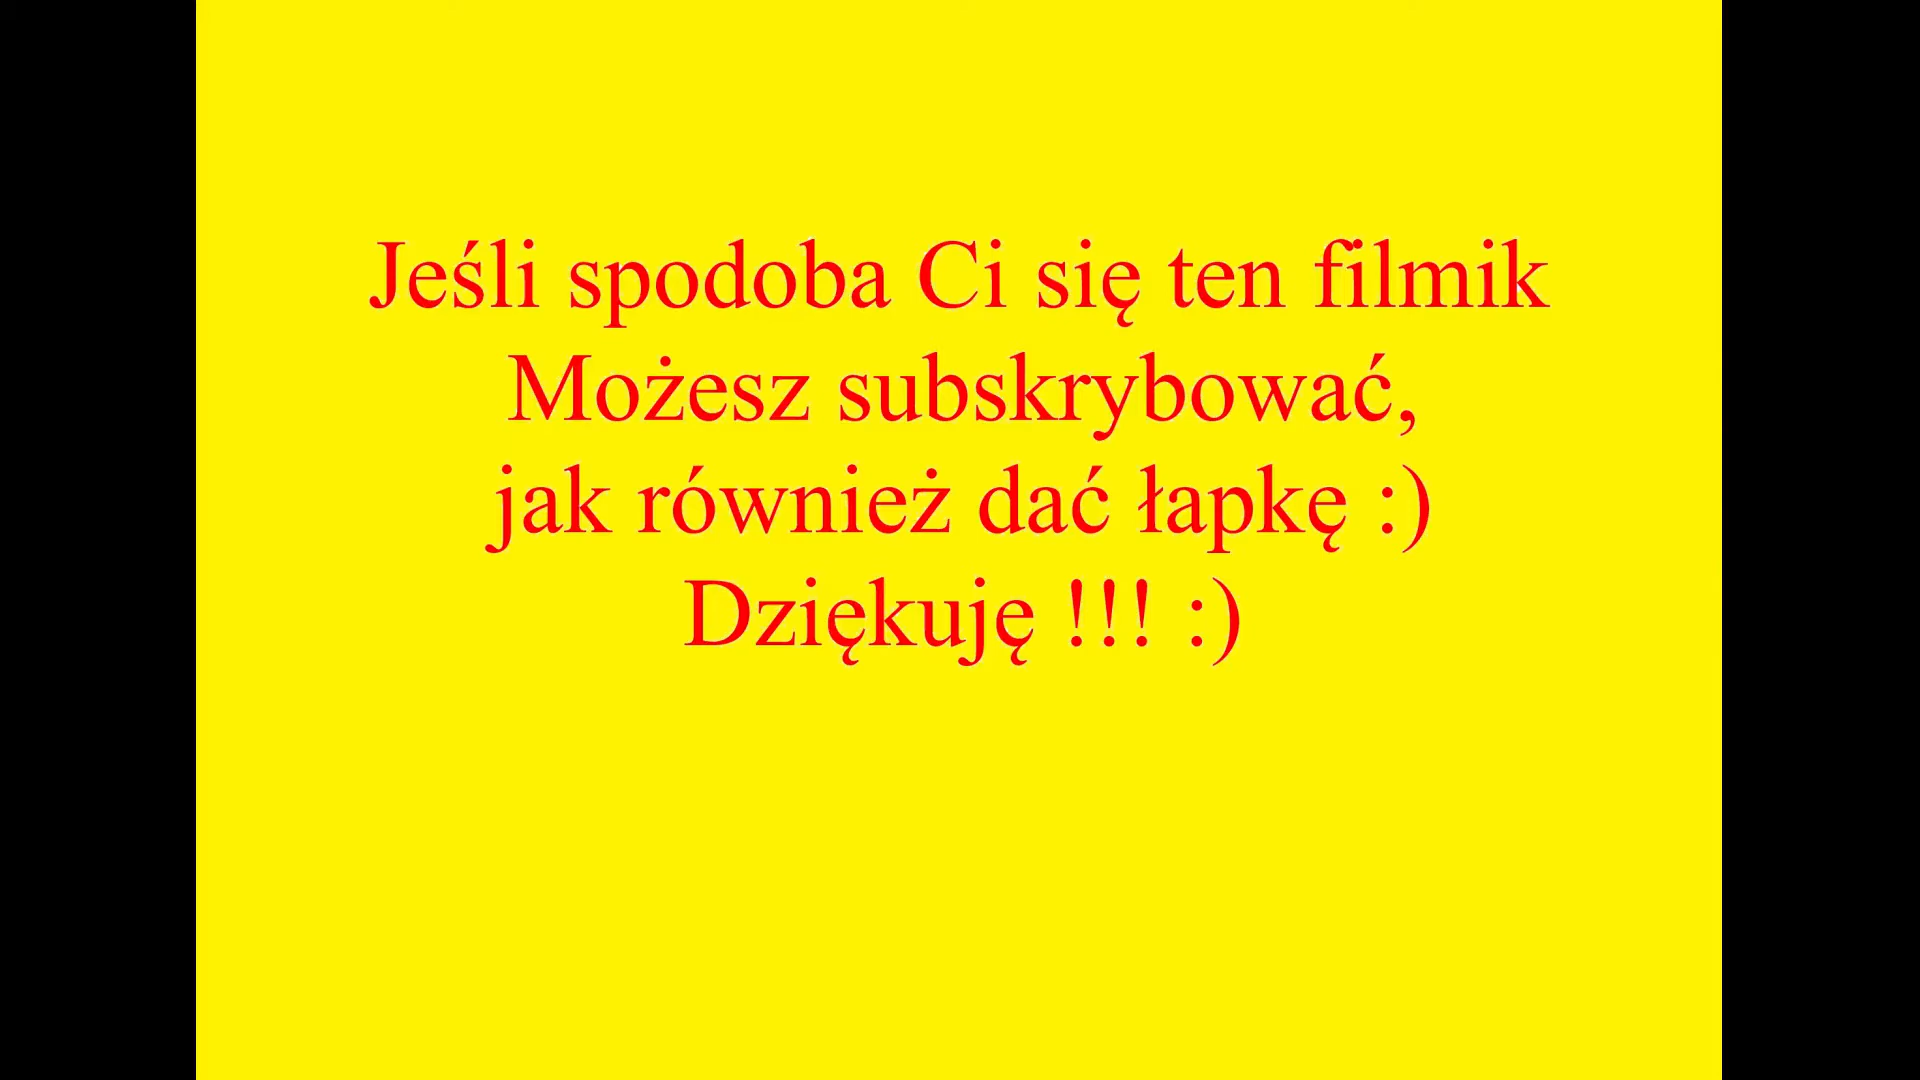 Jeśli spodoba Ci się ten filmik
Możesz subskrybować,
jak również dać łapkę :)
Dziękuję !!! :)